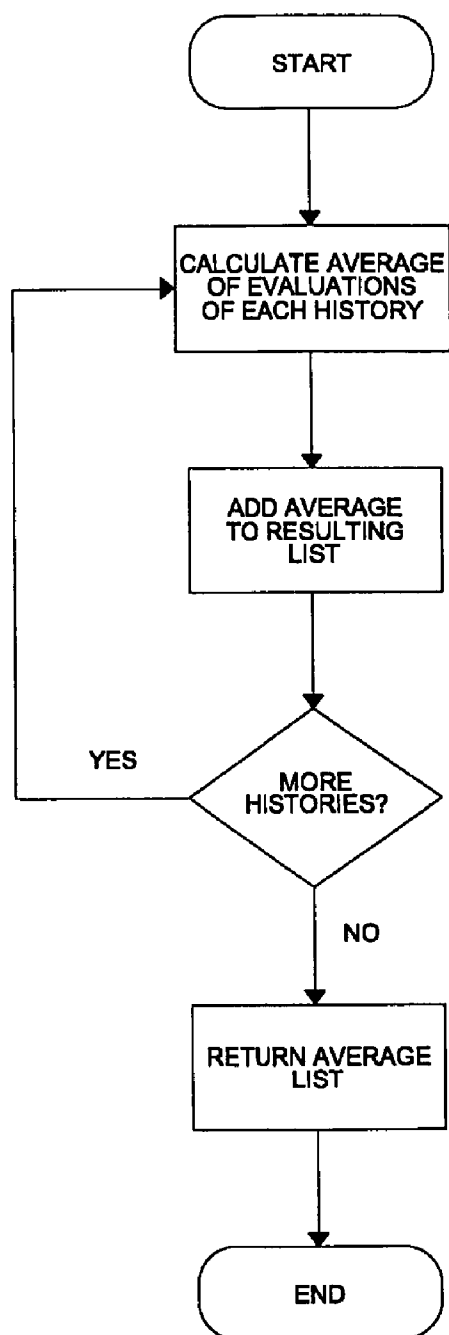 START
CALCULATE AVERAGE
OF EVALUATIONS
OF EACH HISTORY
ADD AVERAGE
TO RESULTING
LIST
YES
MORE
HISTORIES?
NO
RETURN AVERAGE
LIST
END